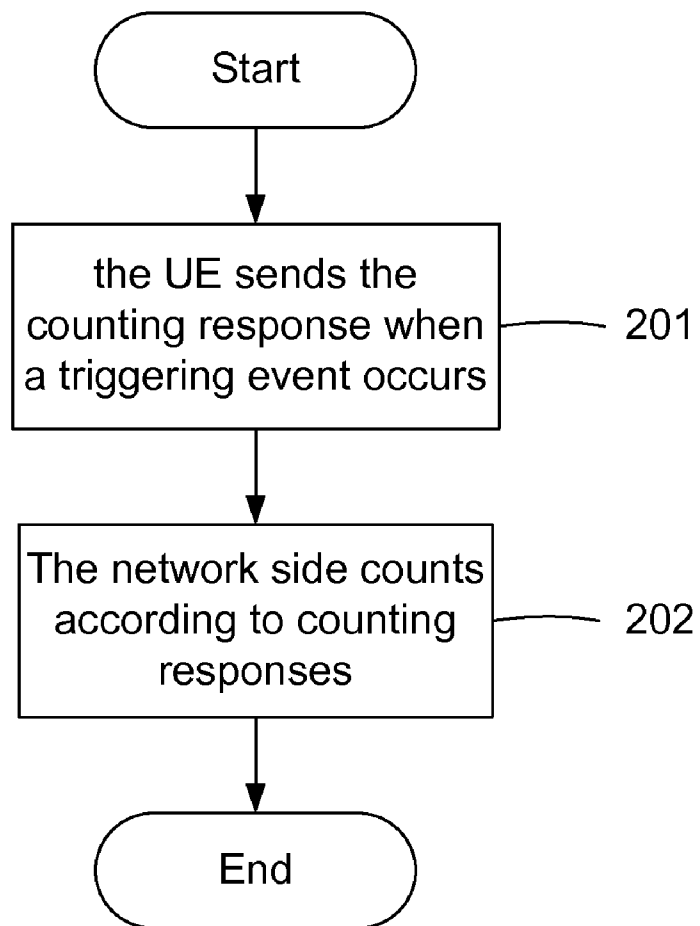 Start
the UE sends the
counting response when
a triggering event occurs
201
The network side counts
according to counting
responses
202
End